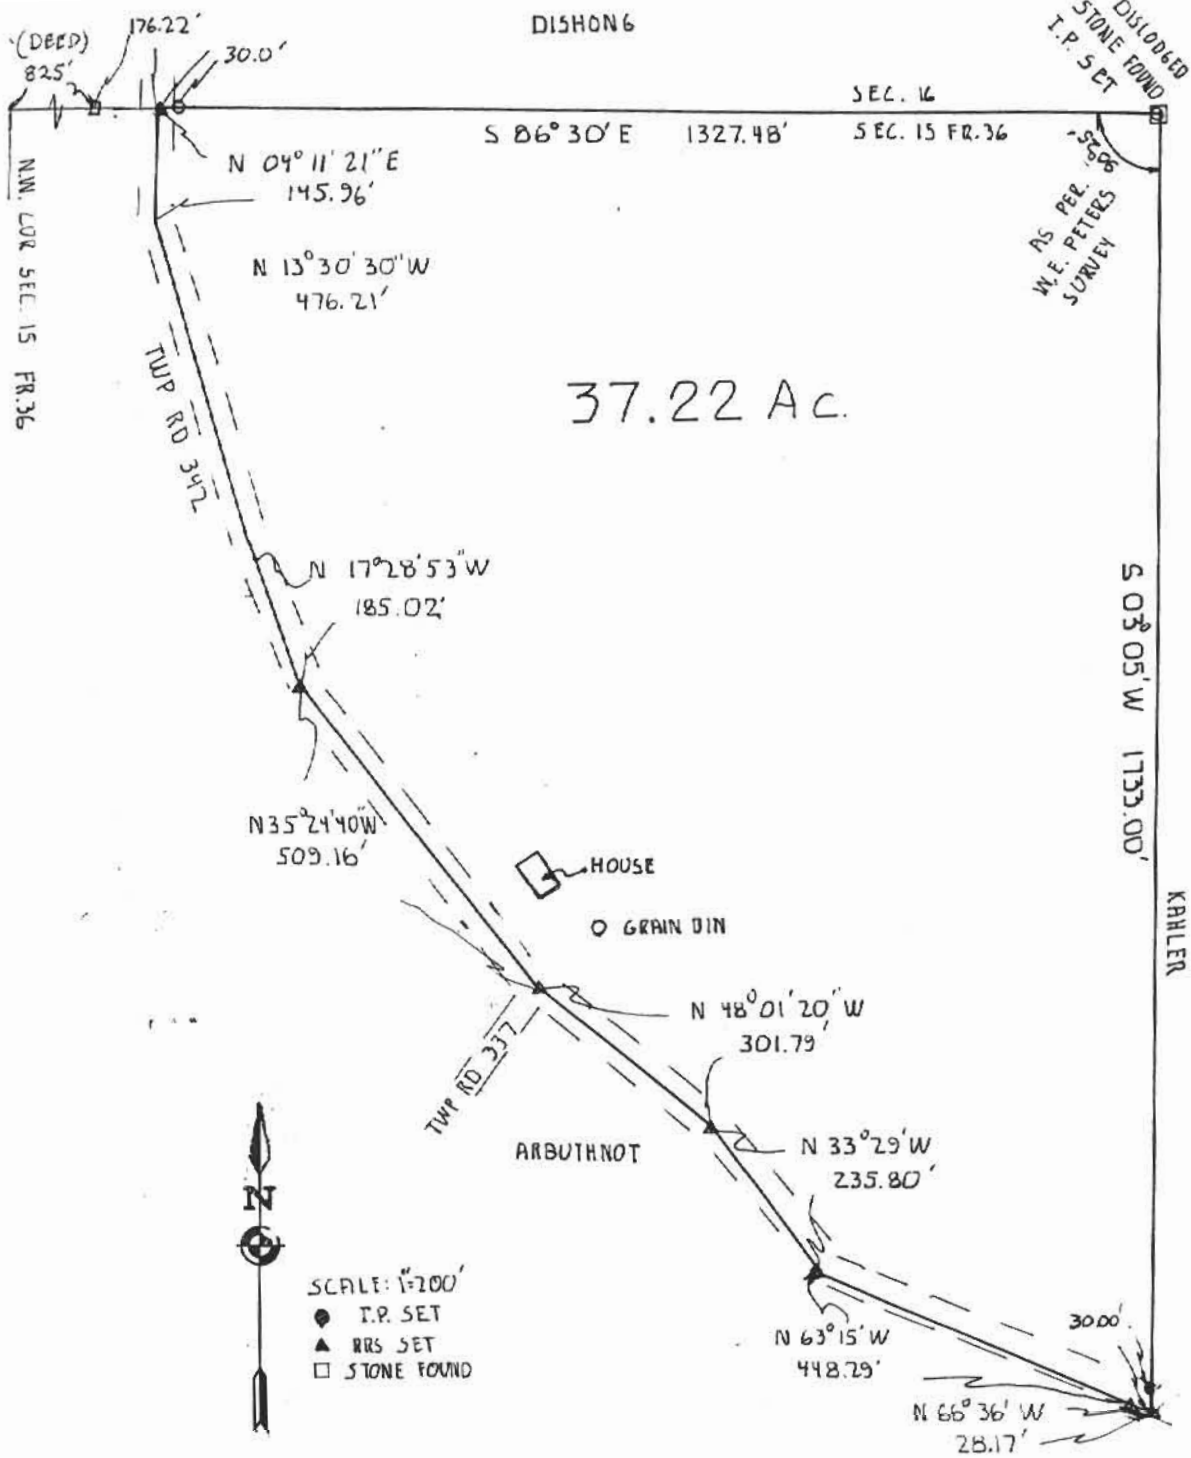 (DEED)
825'
176.22'
30.0'
DISHONG
DISLODGED
STONE FOUND
I.P. SET
SEC. 16
S 86°30'E 1327.48' SEC. 15 FR.36
90°25'
AS PER.
W.E. PETERS
SURVEY
N 04°11'21"E
145.96'
N.W. COR SEC. 15 FR.36
N 13°30'30"W
476.21'
TWP RD 342
37.22 Ac.
N 17°28'53"W
185.02'
S 03°05'W 1733.00'
N35°24'40"W
509.16'
HOUSE
GRAIN BIN
KAHLER
N 48°01'20"W
301.79'
TWP RD 337
ARBUTHNOT
N 33°29'W
235.80'
N
SCALE: 1"=200'
I.P. SET
RRS SET
STONE FOUND
N 63°15'W
448.29'
30.00'
N 66°36' W
28.17'